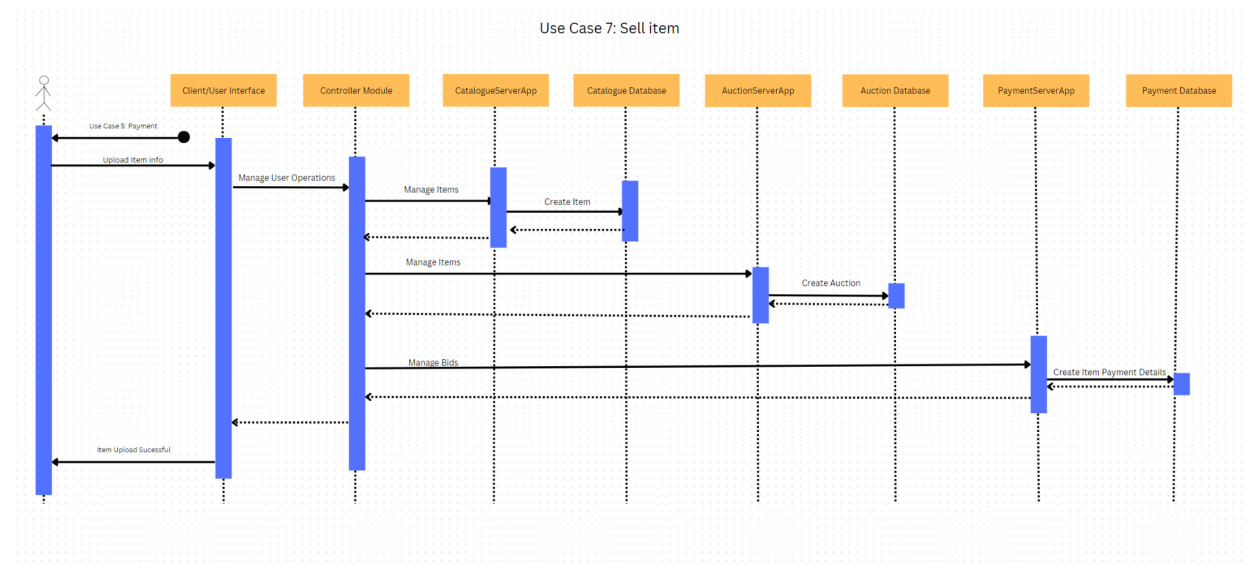 Use Case 7: Sell item
Client/User Interface
Controller Module
CatalogueServerApp
Catalogue Database
AuctionServerApp
Auction Database
PaymentServerApp
Payment Database
Use Case 5: Payment
Upload Item info
Manage User Operations
Manage Items
Create Item
Manage Items
Create Auction
Manage Bids
Create Item Payment Details
Item Upload Sucessful